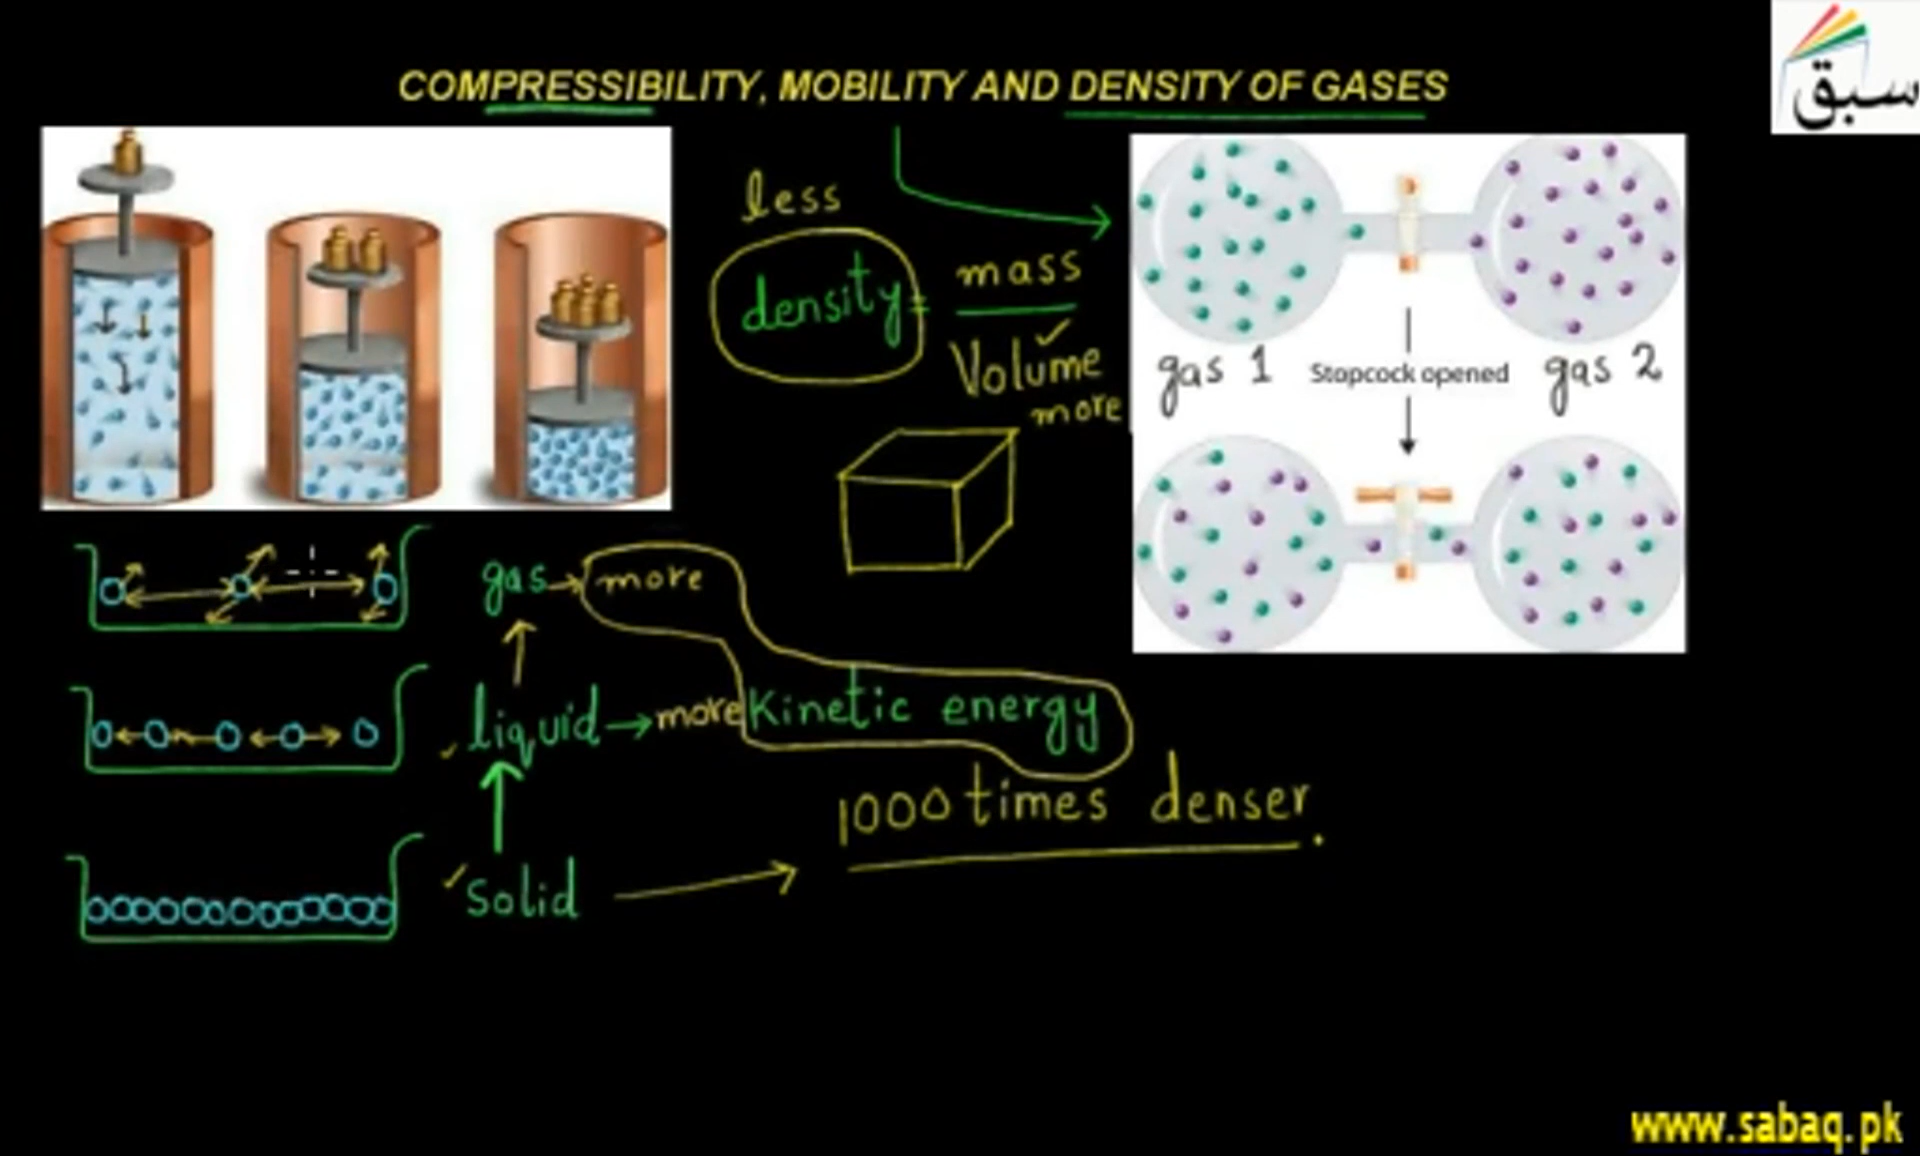 سبق
COMPRESSIBILITY, MOBILITY AND DENSITY OF GASES
less
density = mass
Volume
more
gas 1
Stopcock opened
gas 2
gas → more
liquid → more Kinetic energy
1000 times denser.
solid
www.sabaq.pk